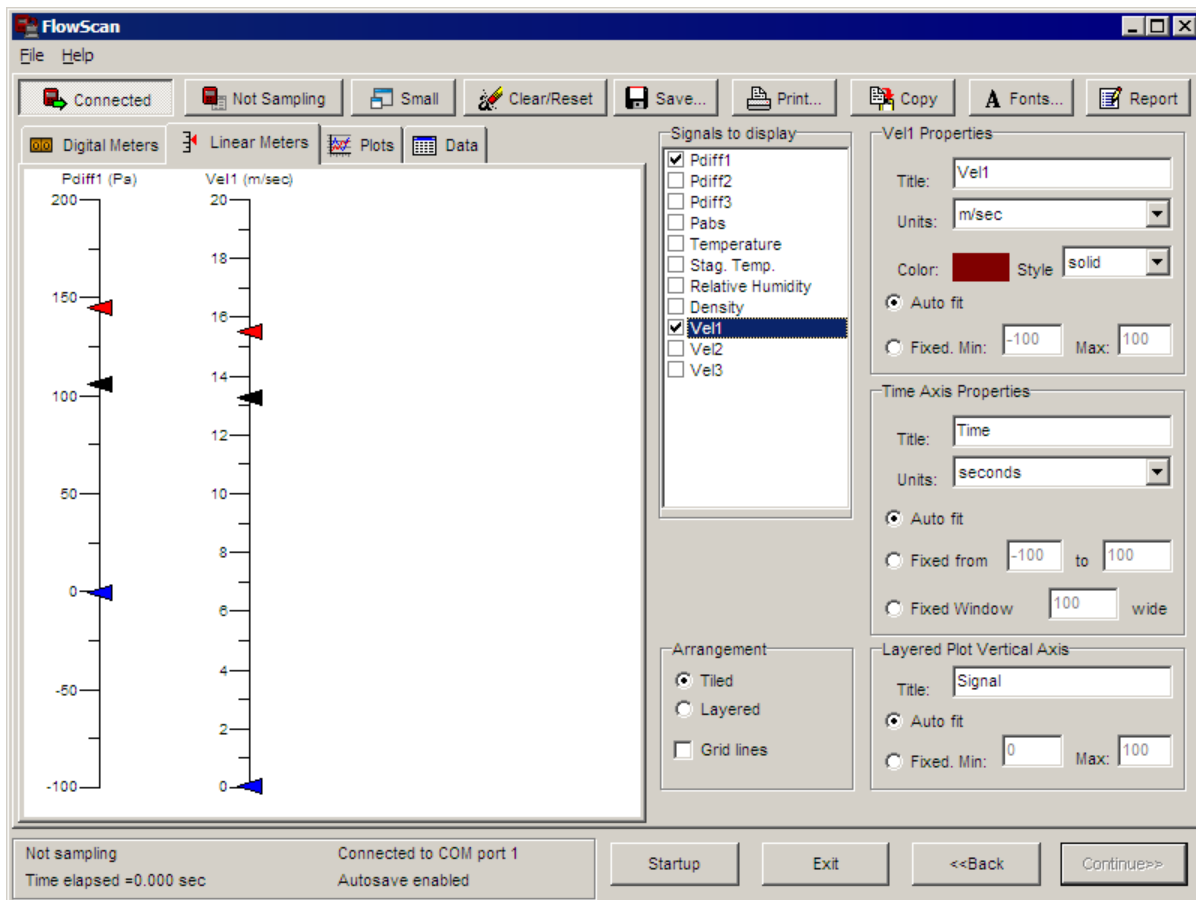 FlowScan
File Help
Connected Not Sampling Small Clear/Reset Save... Print... Copy A Fonts... Report
Digital Meters Linear Meters Plots Data
Pdiff1 (Pa) Vel1 (m/sec)
200
150
100
50
0
-50
-100
20
18
16
14
12
10
8
6
4
2
0
Signals to display
Pdiff1
Pdiff2
Pdiff3
Pabs
Temperature
Stag. Temp.
Relative Humidity
Density
Vel1
Vel2
Vel3
Arrangement
Tiled
Layered
Grid lines
Vel1 Properties
Title: Vel1
Units: m/sec
Color: Style solid
Auto fit
Fixed. Min: -100 Max: 100
Time Axis Properties
Title: Time
Units: seconds
Auto fit
Fixed from -100 to 100
Fixed Window 100 wide
Layered Plot Vertical Axis
Title: Signal
Auto fit
Fixed. Min: 0 Max: 100
Not sampling Connected to COM port 1
Time elapsed =0.000 sec Autosave enabled
Startup Exit <<Back Continue>>